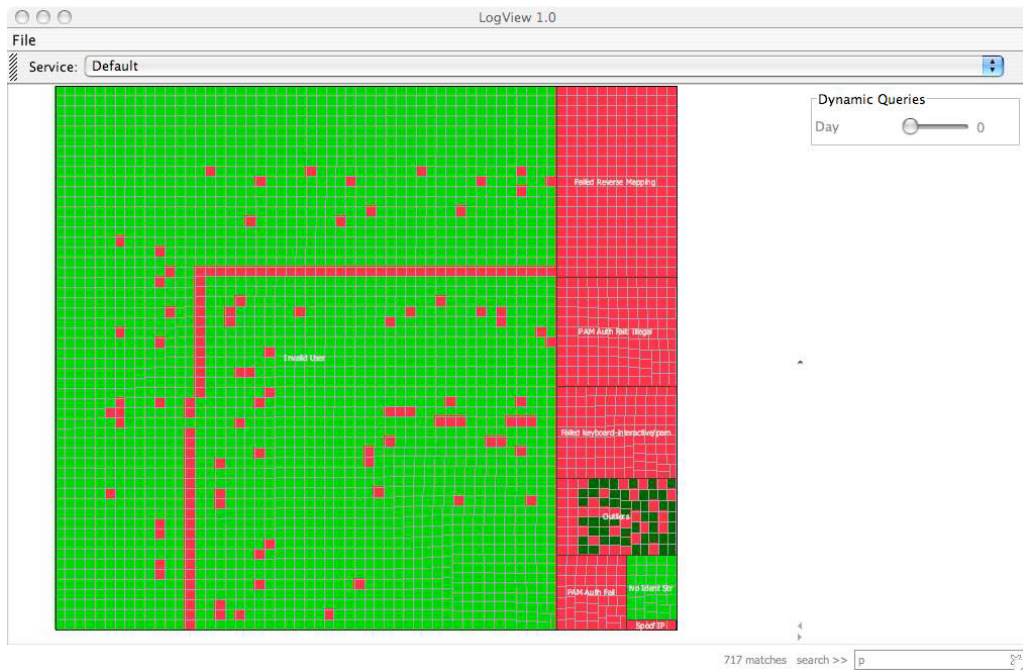 LogView 1.0
File
Service: Default
Dynamic Queries
Day 0
Failed Reverse Mapping
PAM Auth Fail: Illegal
Invalid User
Failed keyboard-interactive/pam
Outliers
PAM Auth Fail
No Ident Str
Spoof IP
717 matches search >> p